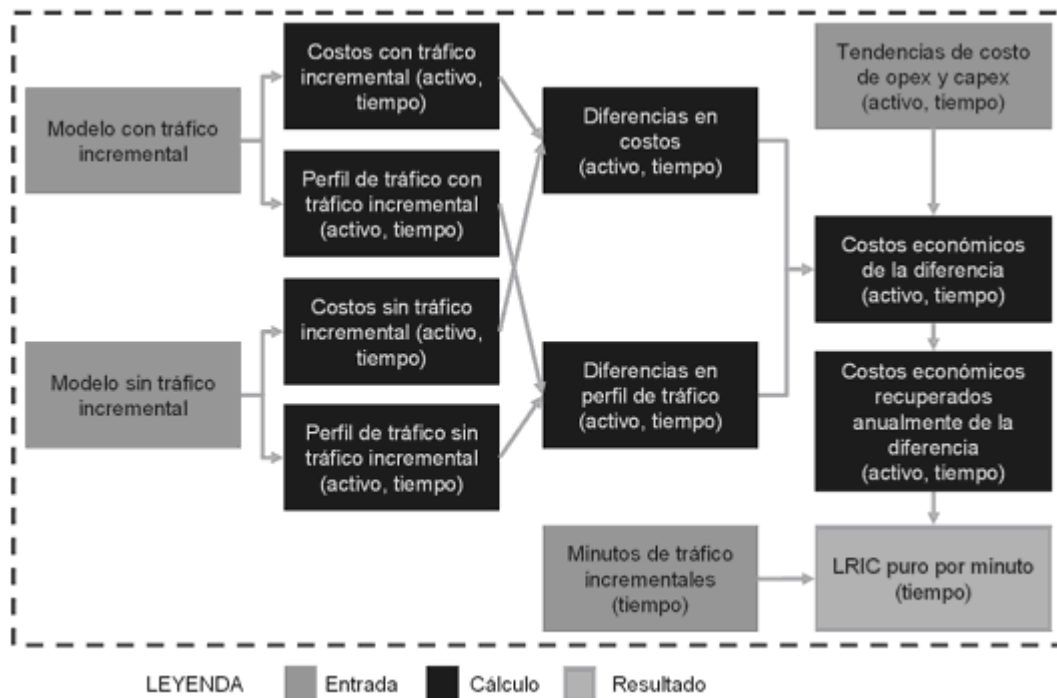 Modelo con tráfico
incremental
Costos con tráfico
incremental (activo,
tiempo)
Perfil de tráfico con
tráfico incremental
(activo, tiempo)
Modelo sin tráfico
incremental
Costos sin tráfico
incremental (activo,
tiempo)
Perfil de tráfico sin
tráfico incremental
(activo, tiempo)
Diferencias en
costos
(activo, tiempo)
Diferencias en
perfil de tráfico
(activo, tiempo)
Tendencias de costo
de opex y capex
(activo, tiempo)
Costos económicos
de la diferencia
(activo, tiempo)
Costos económicos
recuperados
anualmente de la
diferencia
(activo, tiempo)
Minutos de tráfico
incrementales
(tiempo)
LRIC puro por minuto
(tiempo)
LEYENDA Entrada Cálculo Resultado